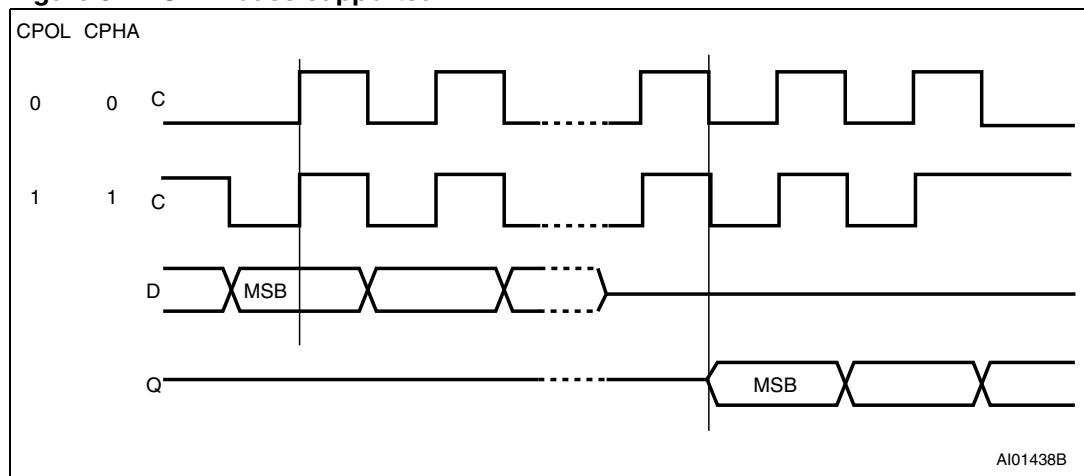 CPOL CPHA
0 0 C
1 1 C
D MSB
Q MSB
AI01438B